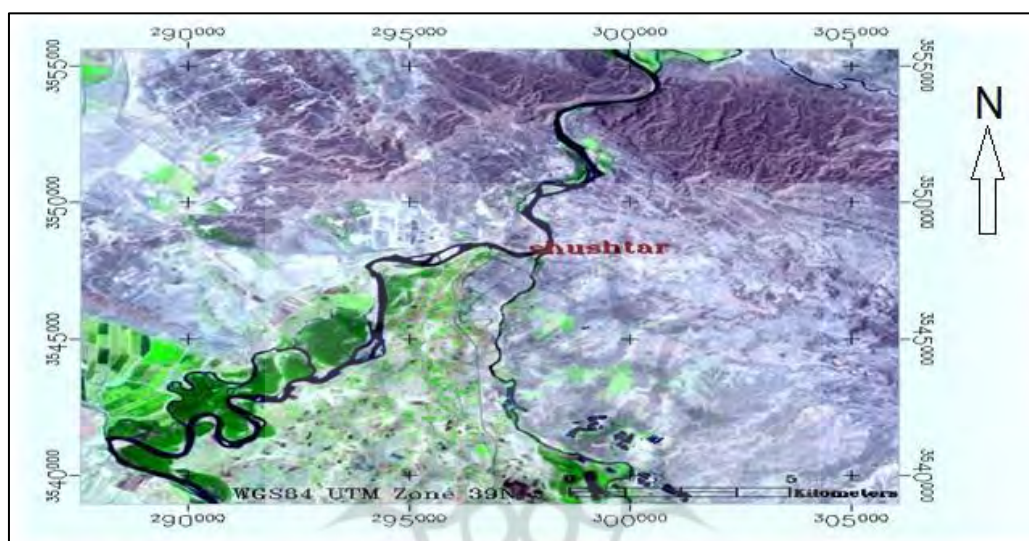 290000 295000 300000 305000
3555000 3555000
N
3550000 3550000
shushtar
3545000 3545000
3540000 3540000
WGS84 UTM Zone 39N
Kilometers
290000 295000 300000 305000